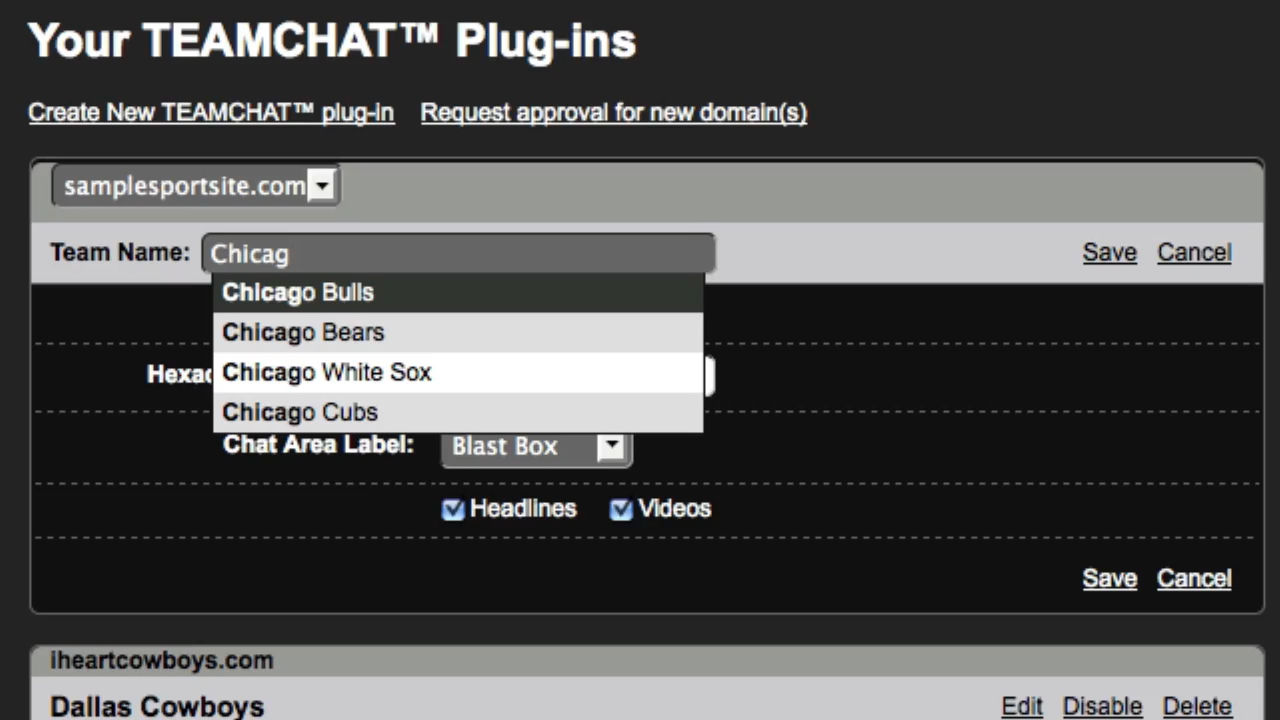 Your TEAMCHAT™ Plug-ins
Create New TEAMCHAT™ plug-in Request approval for new domain(s)
samplesportsite.com
Team Name: Chicag Save Cancel
Chicago Bulls
Chicago Bears
Chicago White Sox
Chicago Cubs
Chat Area Label: Blast Box
Headlines Videos
Save Cancel
iheartcowboys.com
Dallas Cowboys Edit Disable Delete